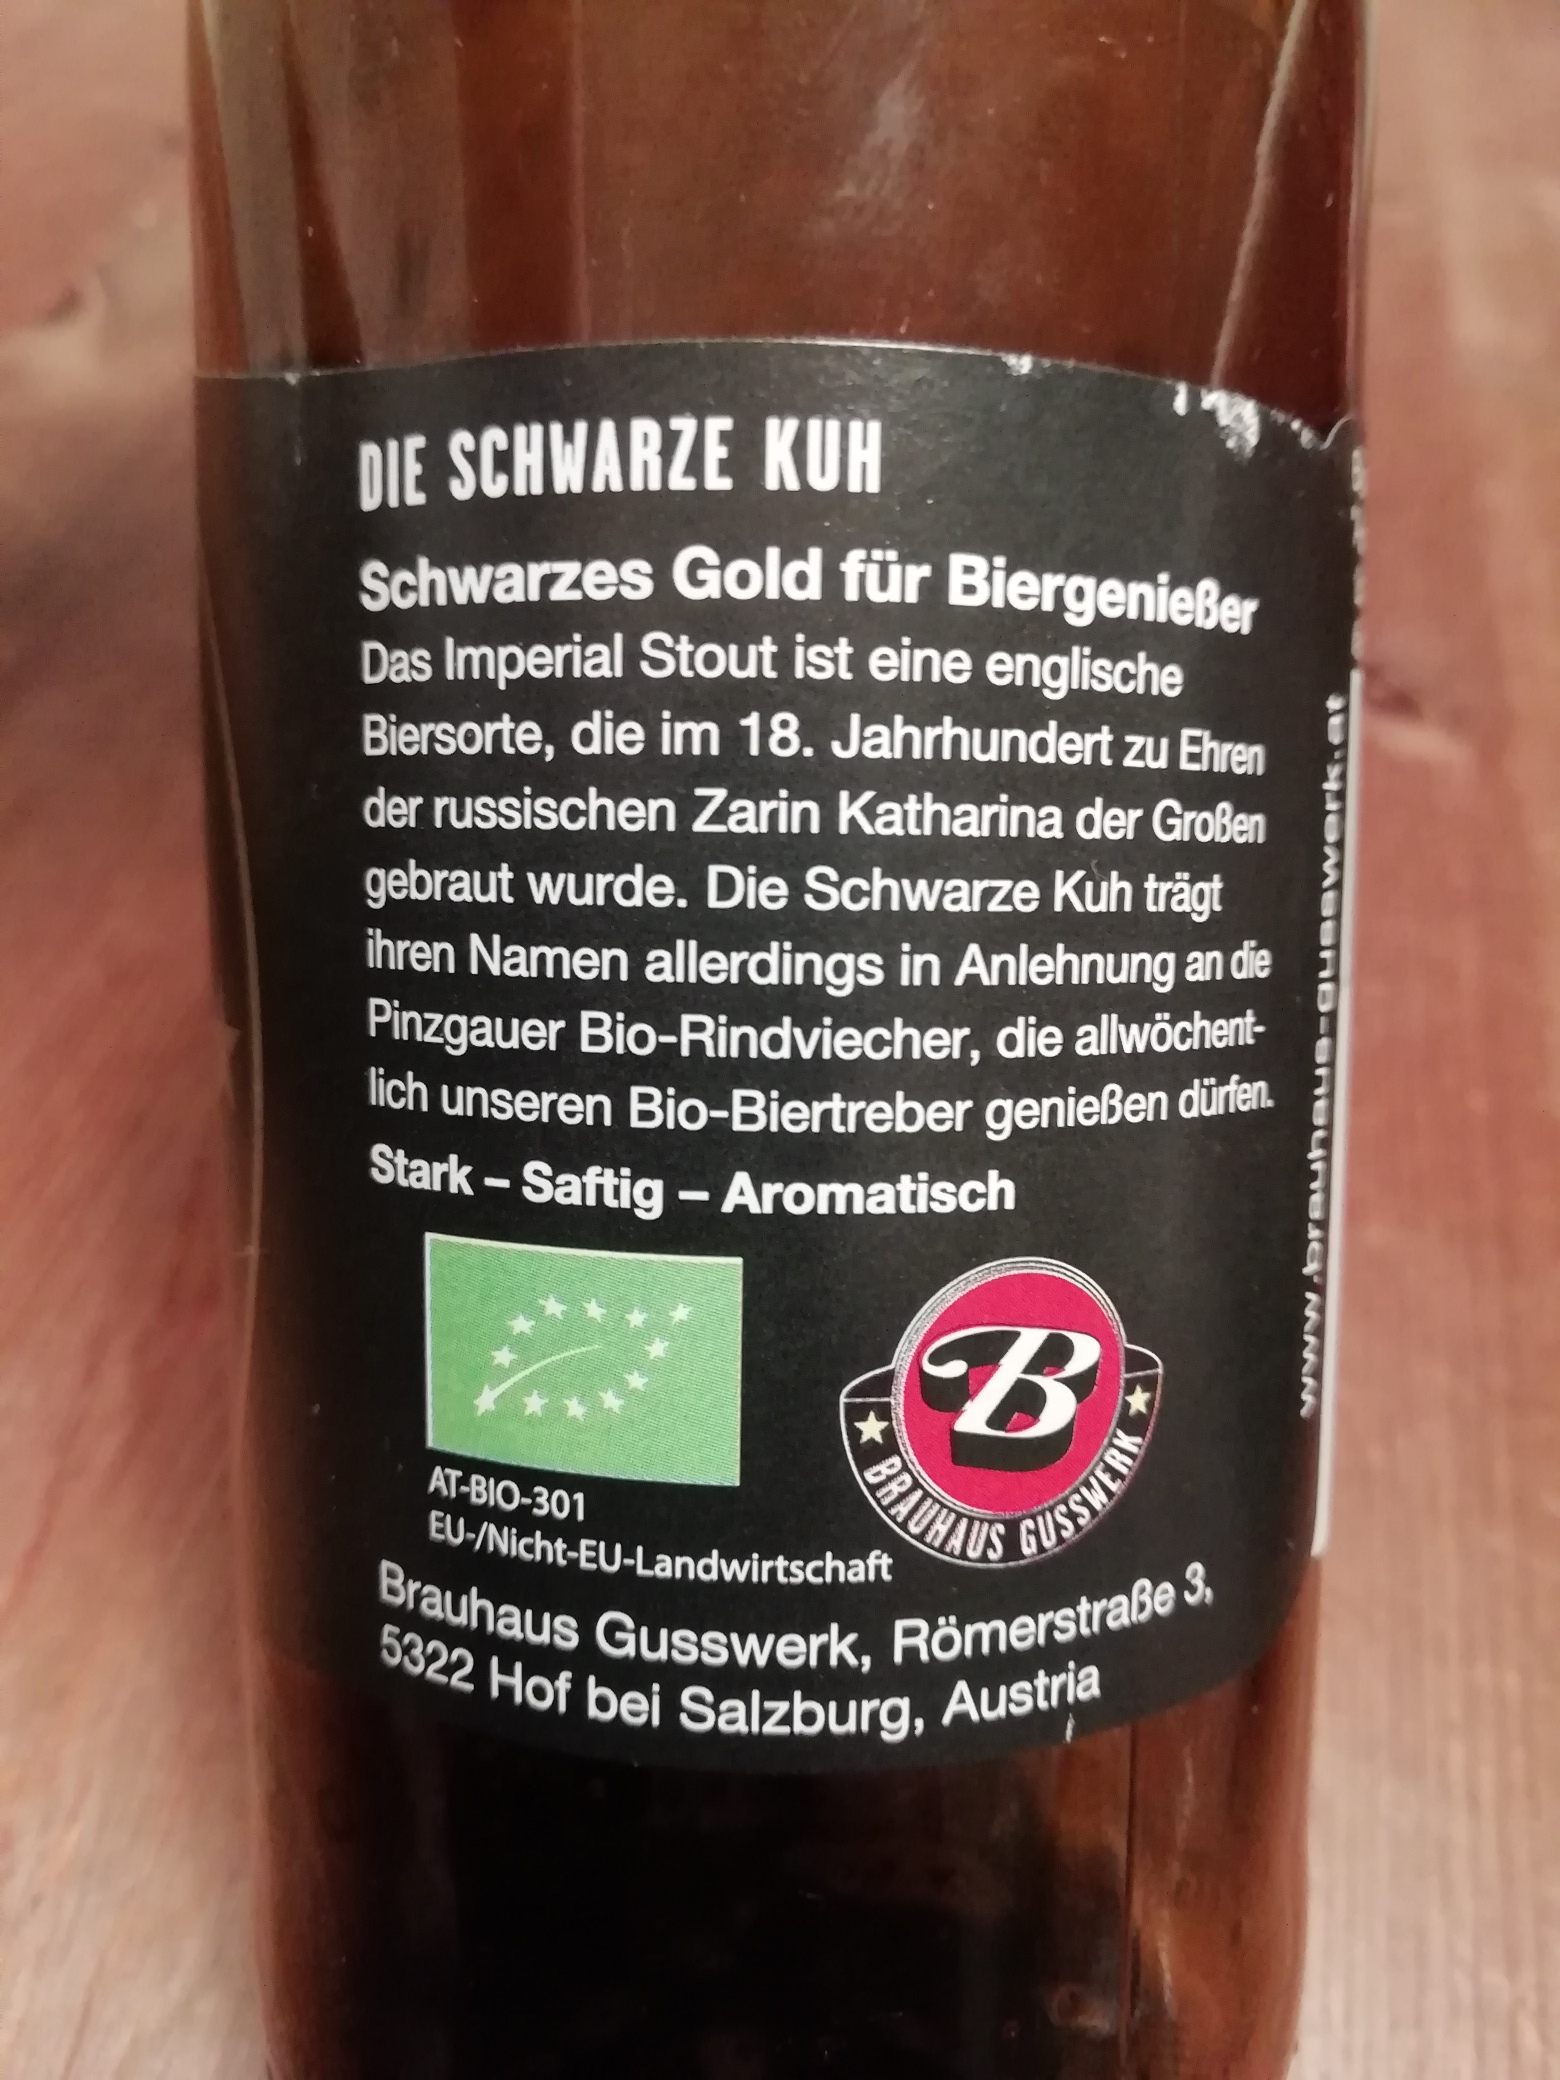 DIE SCHWARZE KUH
Schwarzes Gold für Biergenießer
Das Imperial Stout ist eine englische
Biersorte, die im 18. Jahrhundert zu Ehren
der russischen Zarin Katharina der Großen
gebraut wurde. Die Schwarze Kuh trägt
ihren Namen allerdings in Anlehnung an die
Pinzgauer Bio-Rindviecher, die allwöchent-
lich unseren Bio-Biertreber genießen dürfen.
Stark – Saftig – Aromatisch
B
BRAUHAUS GUSSWERK
AT-BIO-301
EU-/Nicht-EU-Landwirtschaft
Brauhaus Gusswerk, Römerstraße 3,
5322 Hof bei Salzburg, Austria
www.brauhaus-gusswerk.at